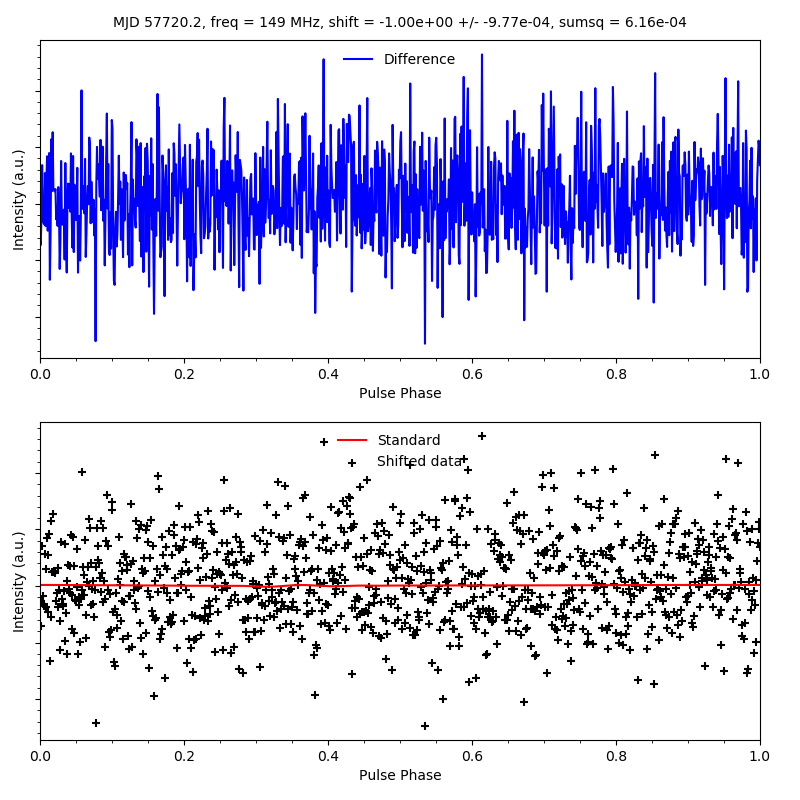 MJD 57720.2, freq = 149 MHz, shift = -1.00e+00 +/- -9.77e-04, sumsq = 6.16e-04
Difference
Intensity (a.u.)
0.0 0.2 0.4 0.6 0.8 1.0
Pulse Phase
Standard
Shifted data
Intensity (a.u.)
0.0 0.2 0.4 0.6 0.8 1.0
Pulse Phase